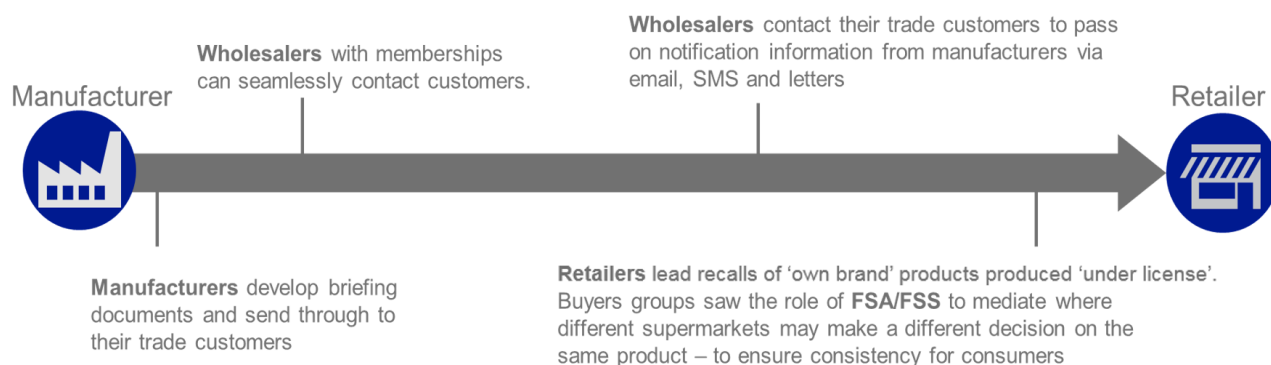 Manufacturer
Wholesalers with memberships
can seamlessly contact customers.
Wholesalers contact their trade customers to pass
on notification information from manufacturers via
email, SMS and letters
Retailer
Manufacturers develop briefing
documents and send through to
their trade customers
Retailers lead recalls of ‘own brand’ products produced ‘under license’.
Buyers groups saw the role of FSA/FSS to mediate where
different supermarkets may make a different decision on the
same product – to ensure consistency for consumers